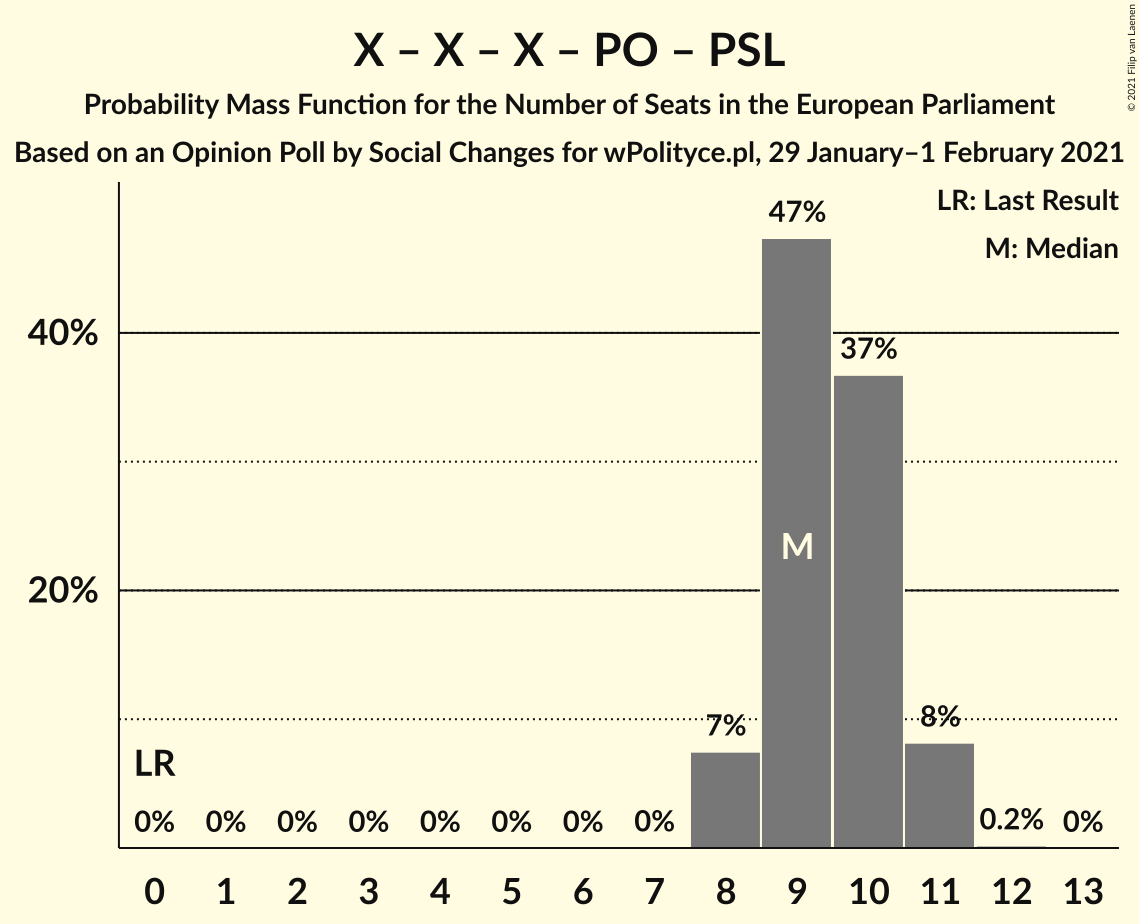 X – X – X – PO – PSL
Probability Mass Function for the Number of Seats in the European Parliament
Based on an Opinion Poll by Social Changes for wPolityce.pl, 29 January–1 February 2021
© 2021 Filip van Laenen
LR: Last Result
M: Median
47%
40%
37%
M
20%
8%
7%
LR
0% 0% 0% 0% 0% 0% 0% 0% 0.2% 0%
0 1 2 3 4 5 6 7 8 9 10 11 12 13